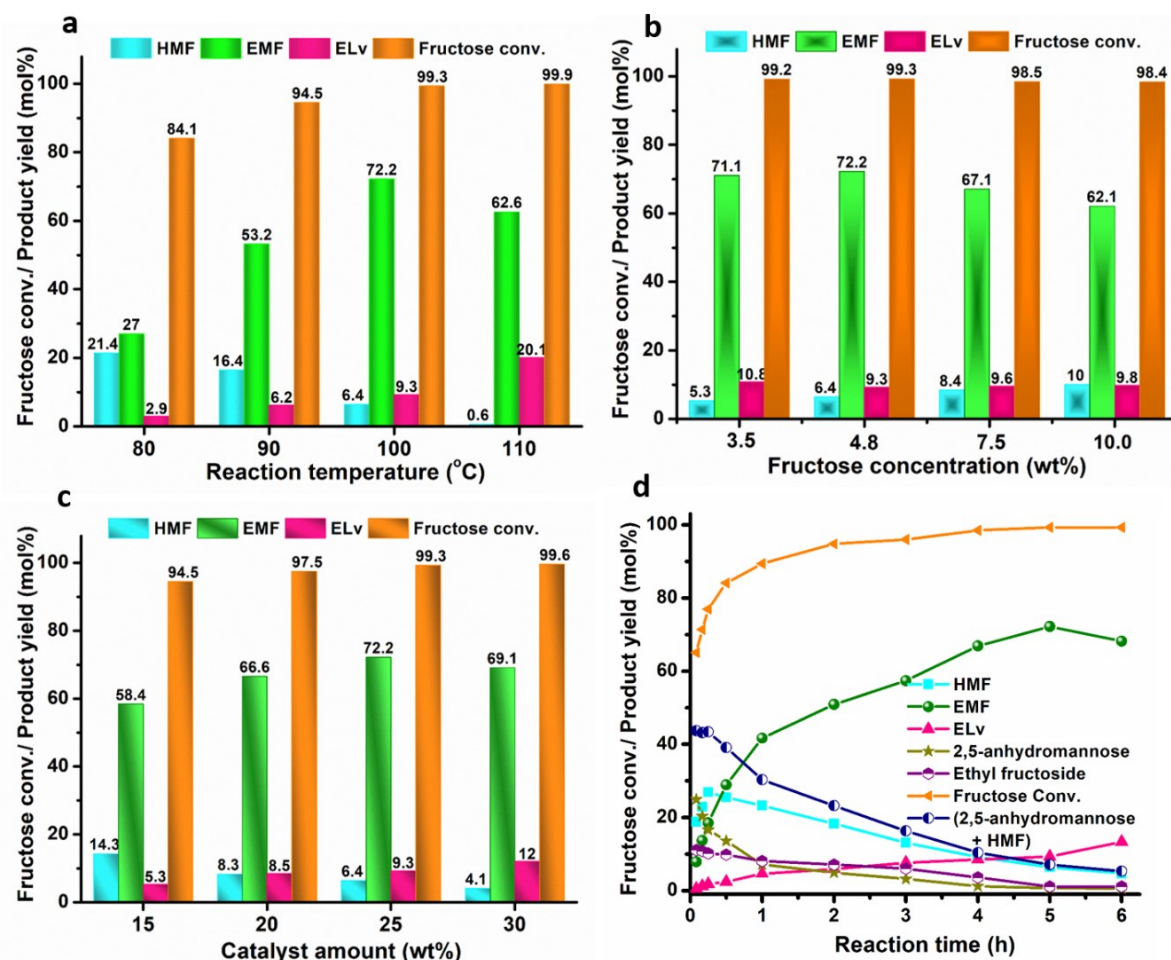 a
HMF EMF ELv Fructose conv.
Fructose conv./ Product yield (mol%)
100
80
60
40
20
0
21.4 27 2.9 84.1
16.4 53.2 6.2 94.5
6.4 72.2 9.3 99.3
0.6 62.6 20.1 99.9
80 90 100 110
Reaction temperature (°C)
b
HMF EMF ELv Fructose conv.
Fructose conv./ Product yield (mol%)
100
80
60
40
20
0
5.3 71.1 10.8 99.2
6.4 72.2 9.3 99.3
8.4 67.1 9.6 98.5
10 62.1 9.8 98.4
3.5 4.8 7.5 10.0
Fructose concentration (wt%)
c
HMF EMF ELv Fructose conv.
Fructose conv./ Product yield (mol%)
100
80
60
40
20
0
14.3 58.4 5.3 94.5
8.3 66.6 8.5 97.5
6.4 72.2 9.3 99.3
4.1 69.1 12 99.6
15 20 25 30
Catalyst amount (wt%)
d
Fructose conv./ Product yield (mol%)
100
80
60
40
20
0
HMF
EMF
ELv
2,5-anhydromannose
Ethyl fructoside
Fructose Conv.
(2,5-anhydromannose
+ HMF)
0 1 2 3 4 5 6
Reaction time (h)